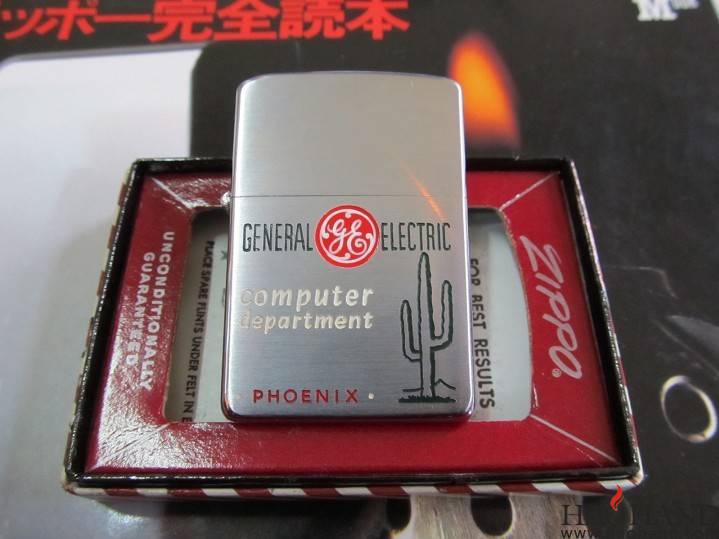 ッポー完全読本
GENERAL GE ELECTRIC
computer
department
PHOENIX
UNCONDITIONALLY
GUARANTEED
PLACE SPARE FLINTS UNDER FELT IN
FOR BEST RESULTS
ZIPPO®